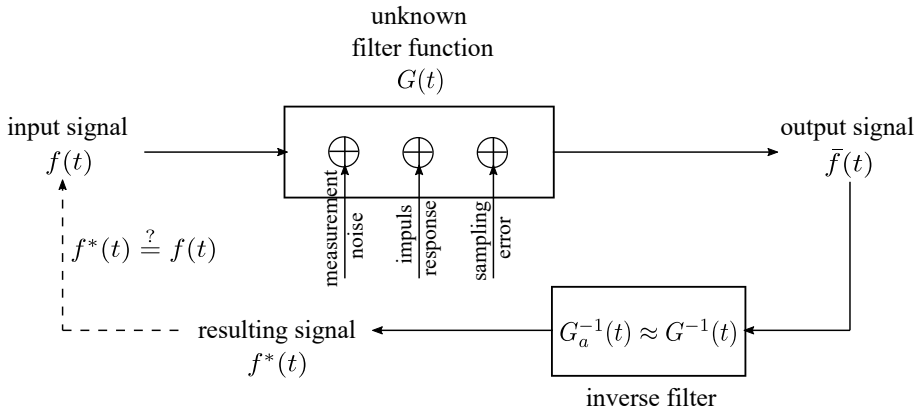 unknown
filter function
G(t)
input signal
f(t)
output signal
f̄(t)
measurement
noise
impuls
response
sampling
error
f*(t) ≟ f(t)
resulting signal
f*(t)
Gₐ⁻¹(t) ≈ G⁻¹(t)
inverse filter